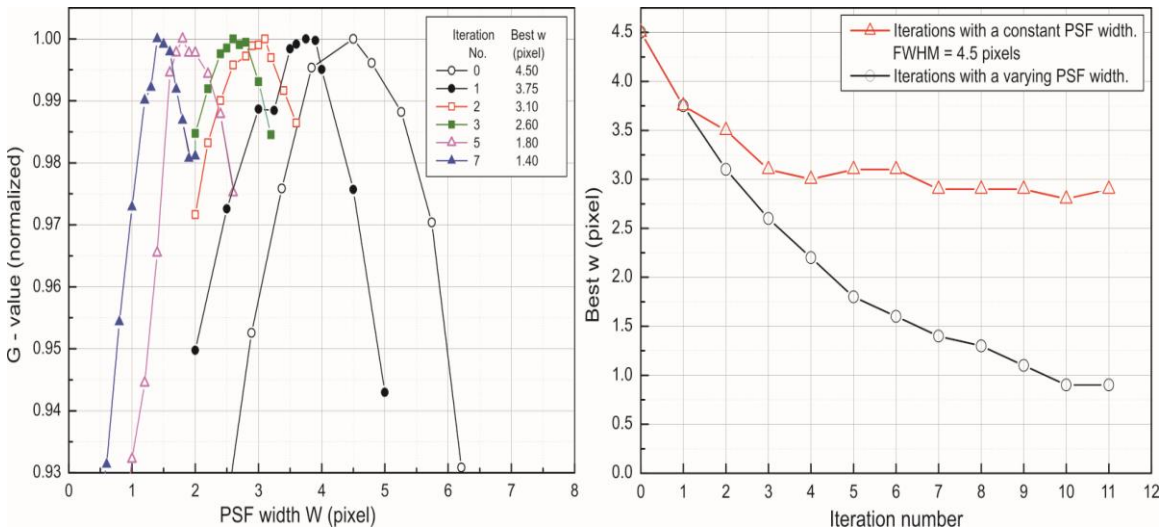 1.00
0.99
0.98
0.97
0.96
0.95
0.94
0.93
G - value (normalized)
0 1 2 3 4 5 6 7 8
PSF width W (pixel)
Iteration Best w
No. (pixel)
0 4.50
1 3.75
2 3.10
3 2.60
5 1.80
7 1.40
4.5
4.0
3.5
3.0
2.5
2.0
1.5
1.0
0.5
0.0
Best w (pixel)
0 1 2 3 4 5 6 7 8 9 10 11 12
Iteration number
Iterations with a constant PSF width.
FWHM = 4.5 pixels
Iterations with a varying PSF width.